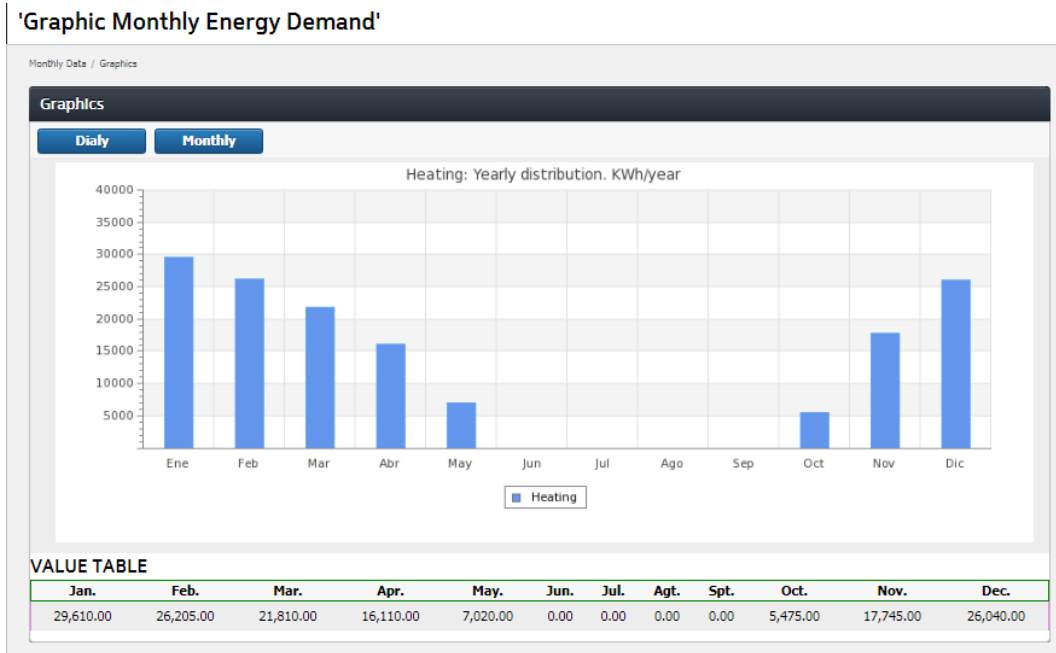 'Graphic Monthly Energy Demand'
Monthly Data / Graphics
Graphics
Dialy Monthly
Heating: Yearly distribution. KWh/year
40000
35000
30000
25000
20000
15000
10000
5000
Ene Feb Mar Abr May Jun Jul Ago Sep Oct Nov Dic
Heating
VALUE TABLE
Jan. Feb. Mar. Apr. May. Jun. Jul. Agt. Spt. Oct. Nov. Dec.
29,610.00 26,205.00 21,810.00 16,110.00 7,020.00 0.00 0.00 0.00 0.00 5,475.00 17,745.00 26,040.00